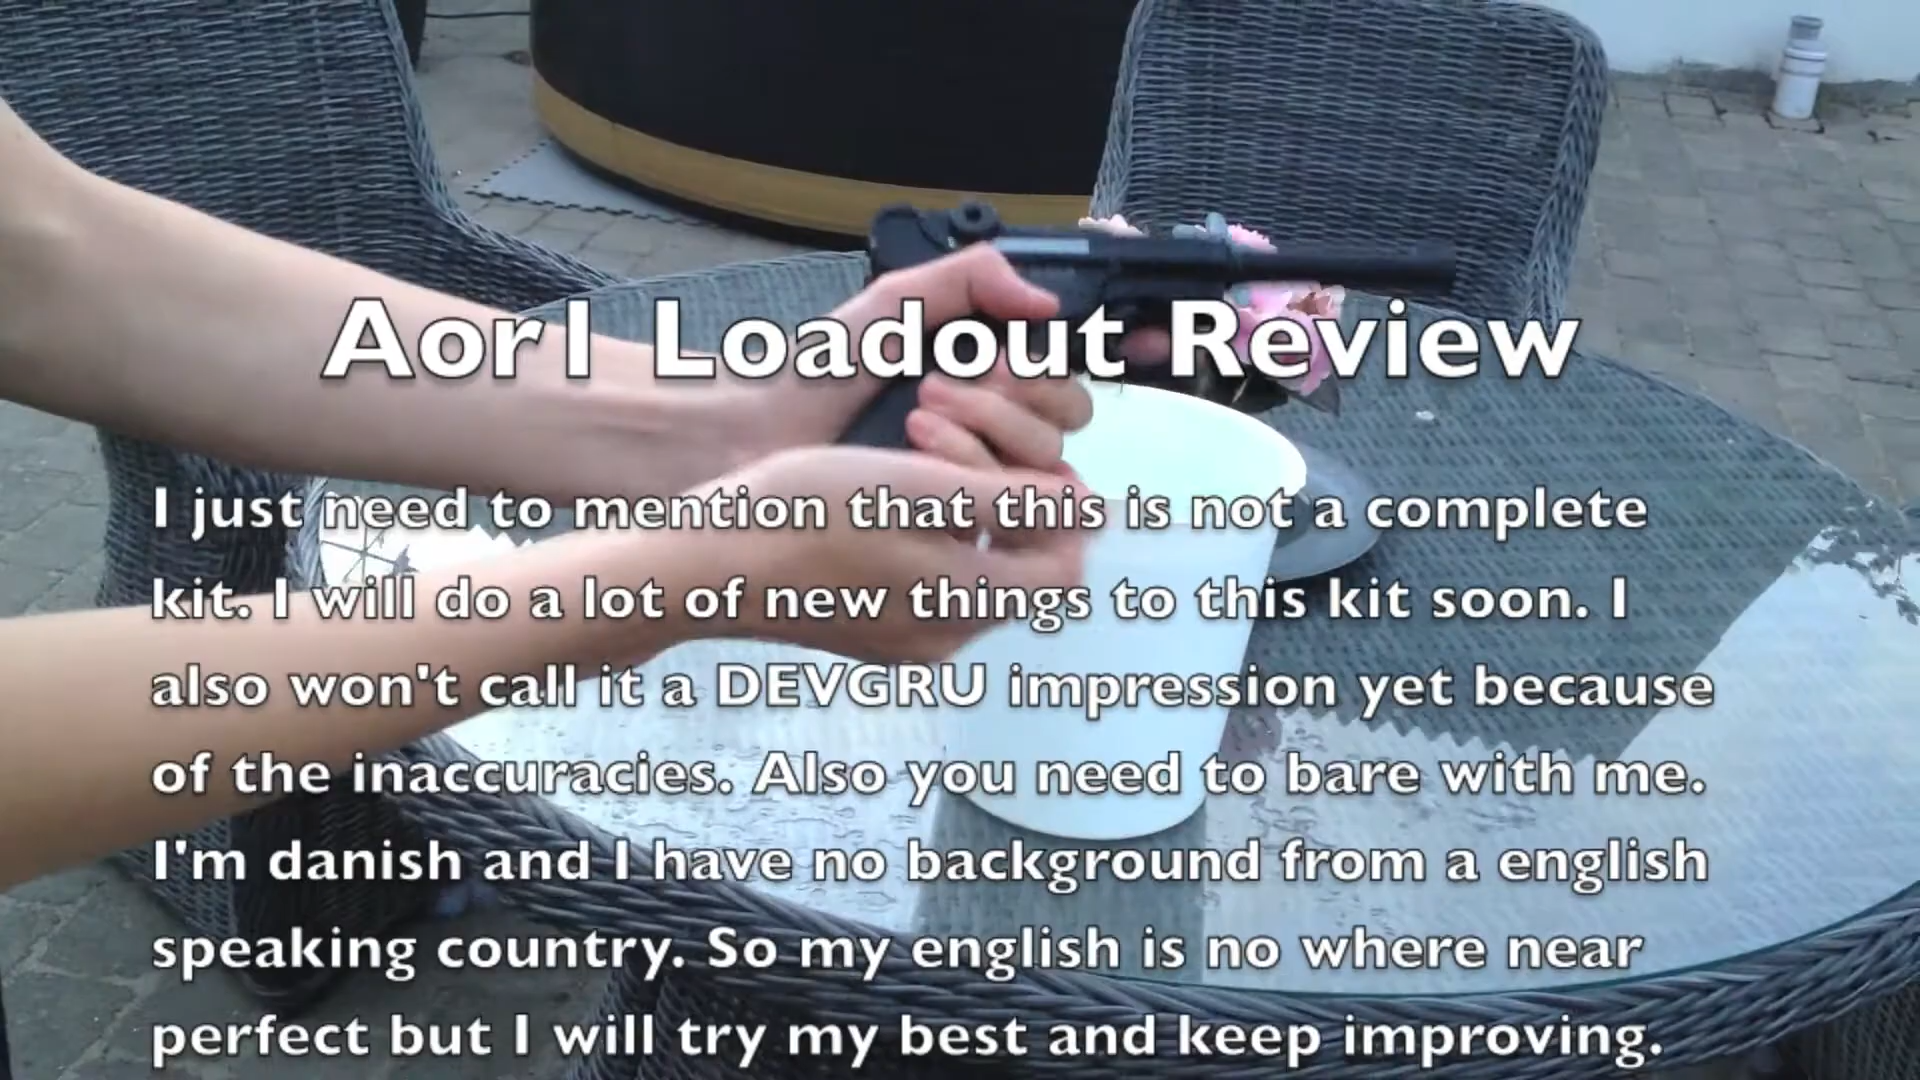 Aor1 Loadout Review
I just need to mention that this is not a complete
kit. I will do a lot of new things to this kit soon. I
also won't call it a DEVGRU impression yet because
of the inaccuracies. Also you need to bare with me.
I'm danish and I have no background from a english
speaking country. So my english is no where near
perfect but I will try my best and keep improving.